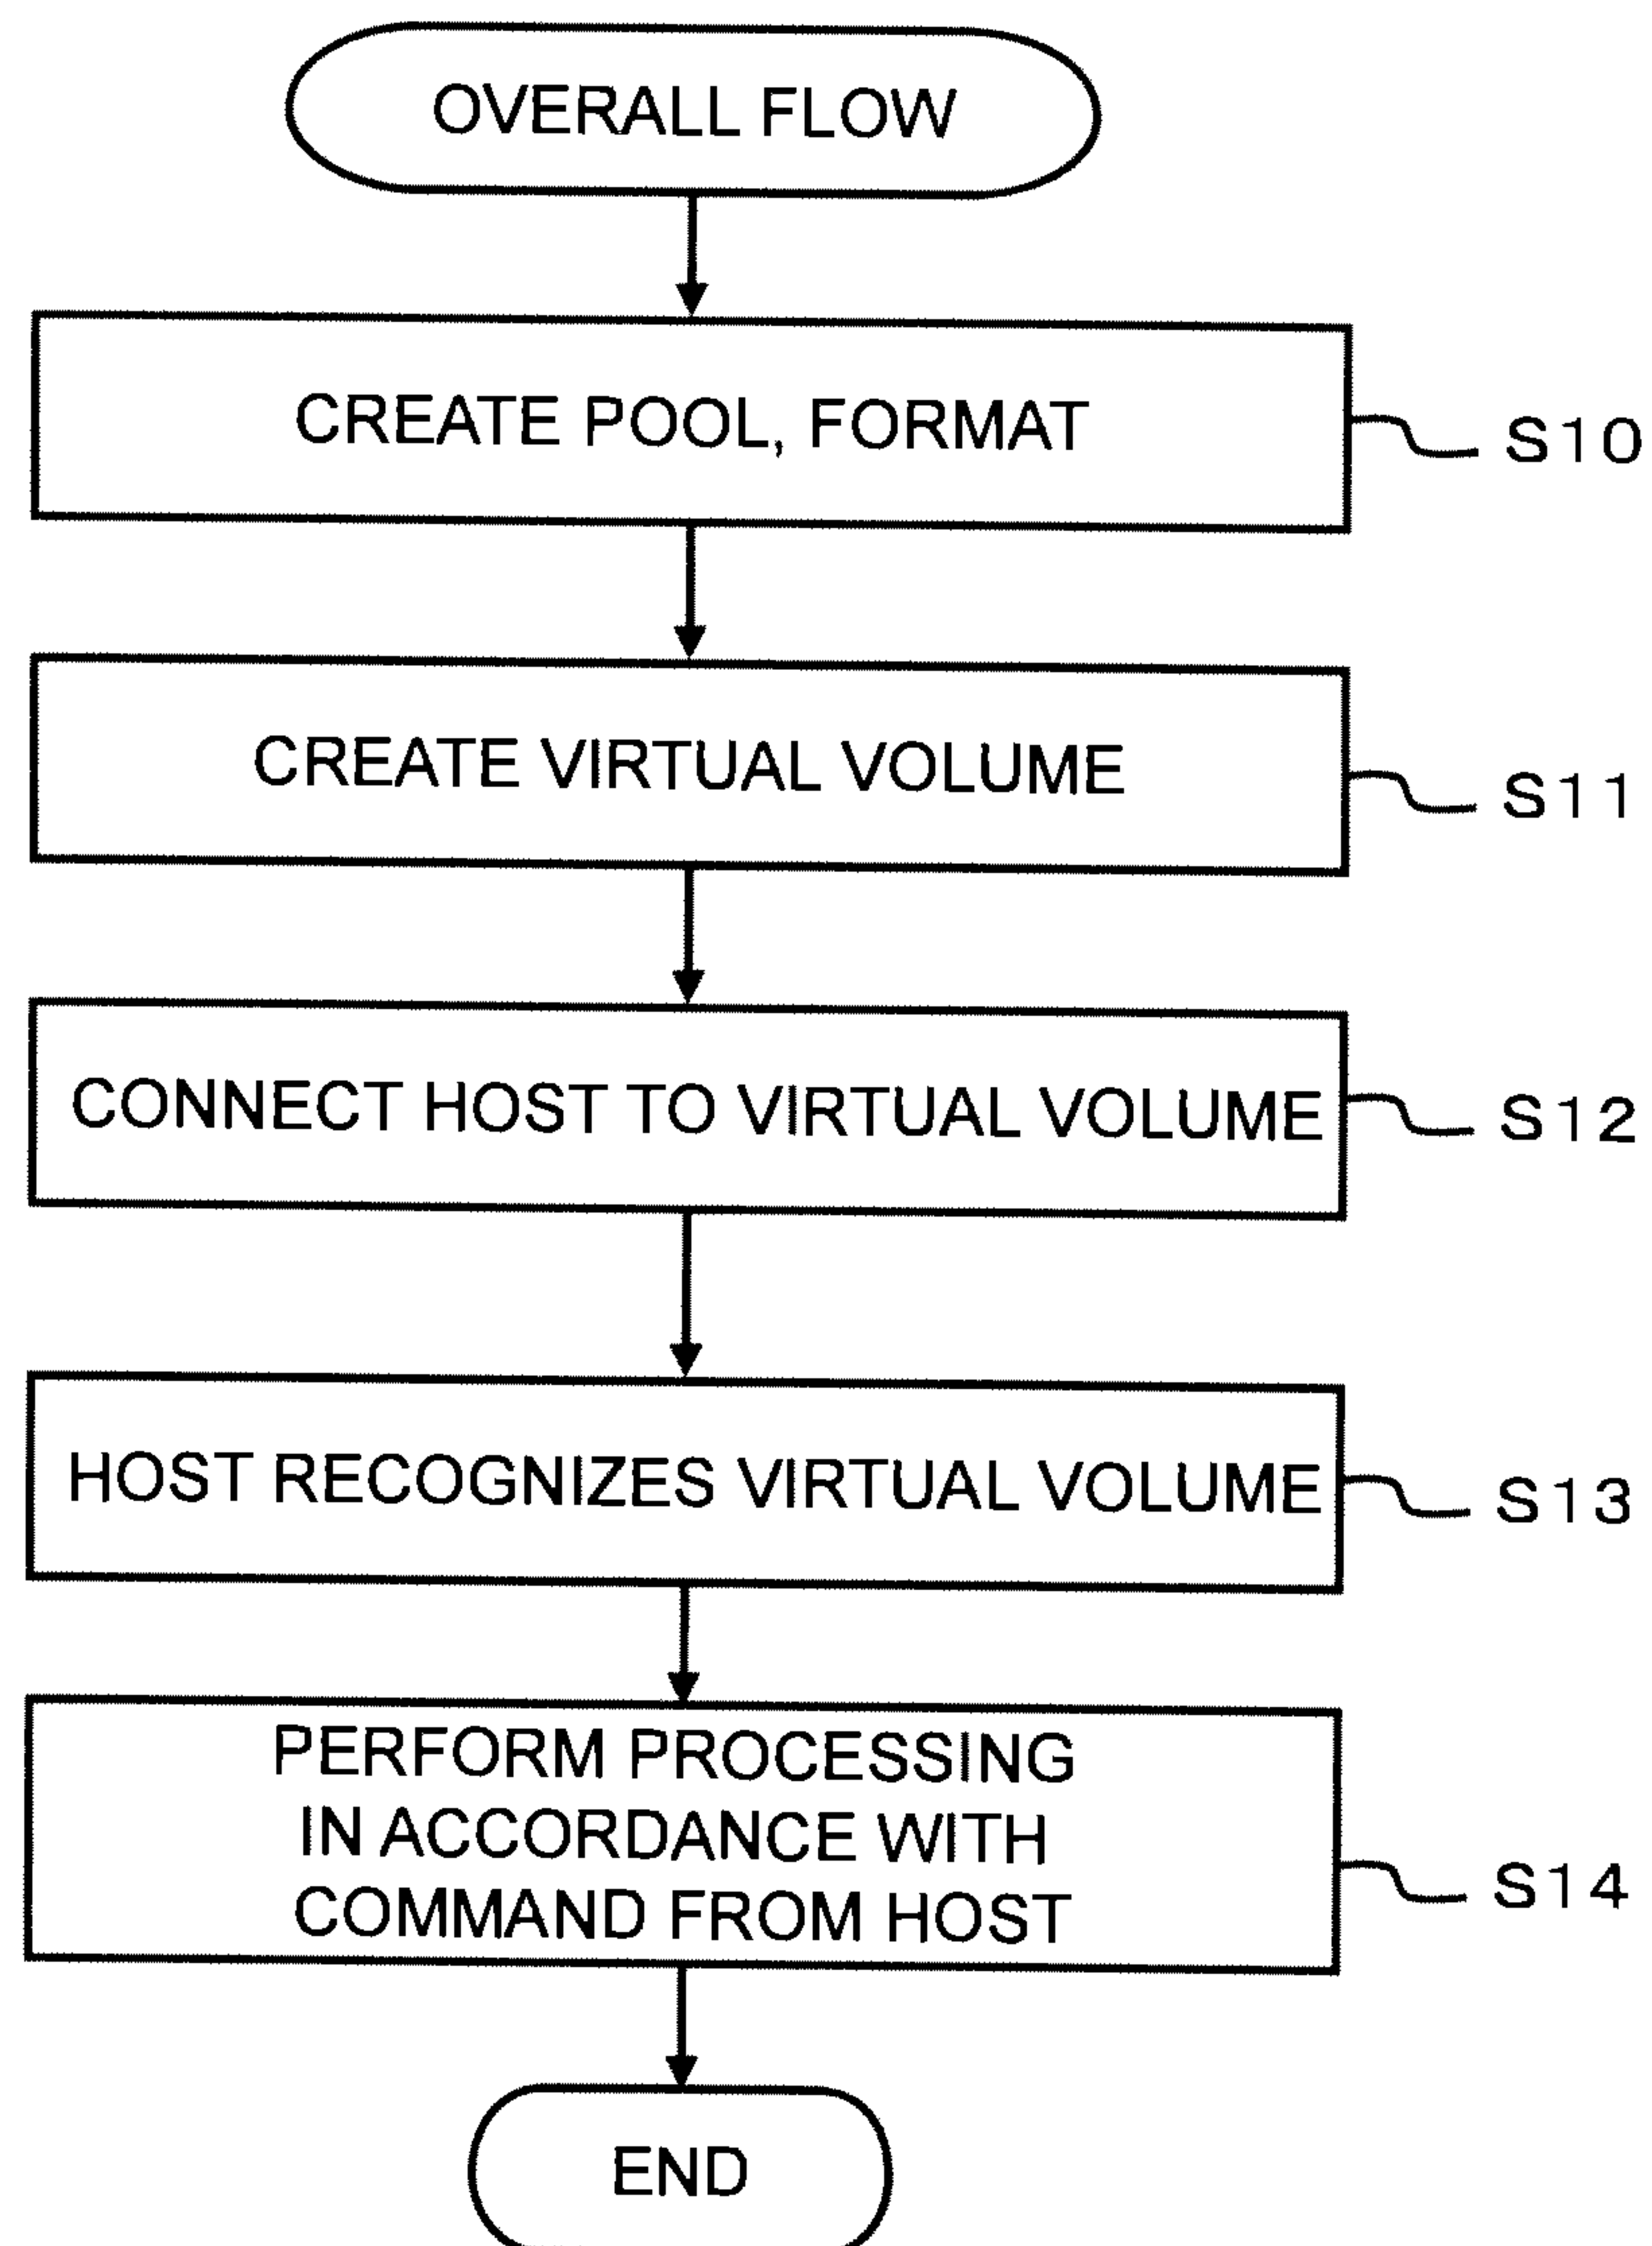 OVERALL FLOW
CREATE POOL, FORMAT
S10
CREATE VIRTUAL VOLUME
S11
CONNECT HOST TO VIRTUAL VOLUME
S12
HOST RECOGNIZES VIRTUAL VOLUME
S13
PERFORM PROCESSING
IN ACCORDANCE WITH
COMMAND FROM HOST
S14
END